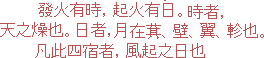 發火有時，起火有日。時者，
天之燥也。日者，月在萁、壁、翼、軫也。
凡此四宿者，風起之日也